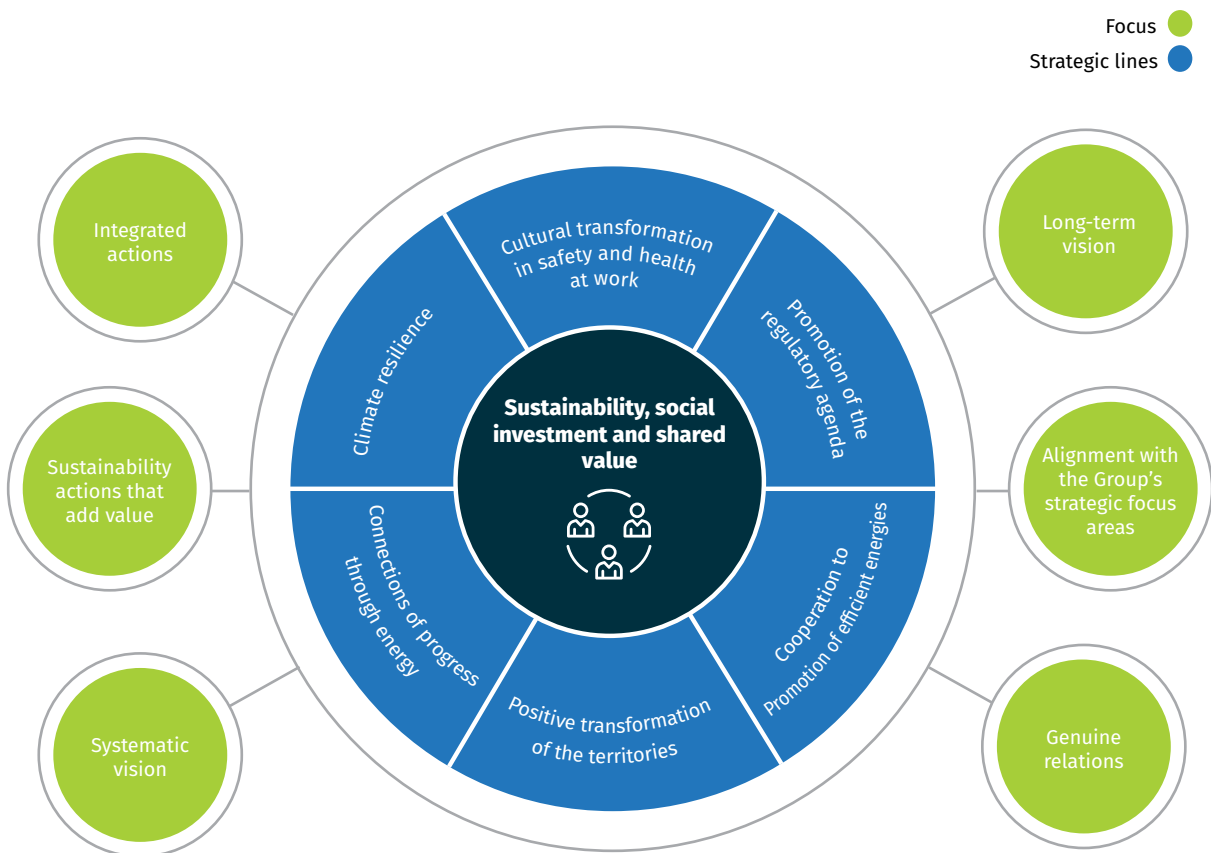 Focus
Strategic lines
Integrated
actions
Sustainability
actions that
add value
Systematic
vision
Cultural transformation
in safety and health
at work
Promotion of the
regulatory agenda
Cooperation to
Promotion of efficient energies
Positive transformation
of the territories
Connections of progress
through energy
Climate resilience
Sustainability, social
investment and shared
value
Long-term
vision
Alignment with
the Group’s
strategic focus
areas
Genuine
relations